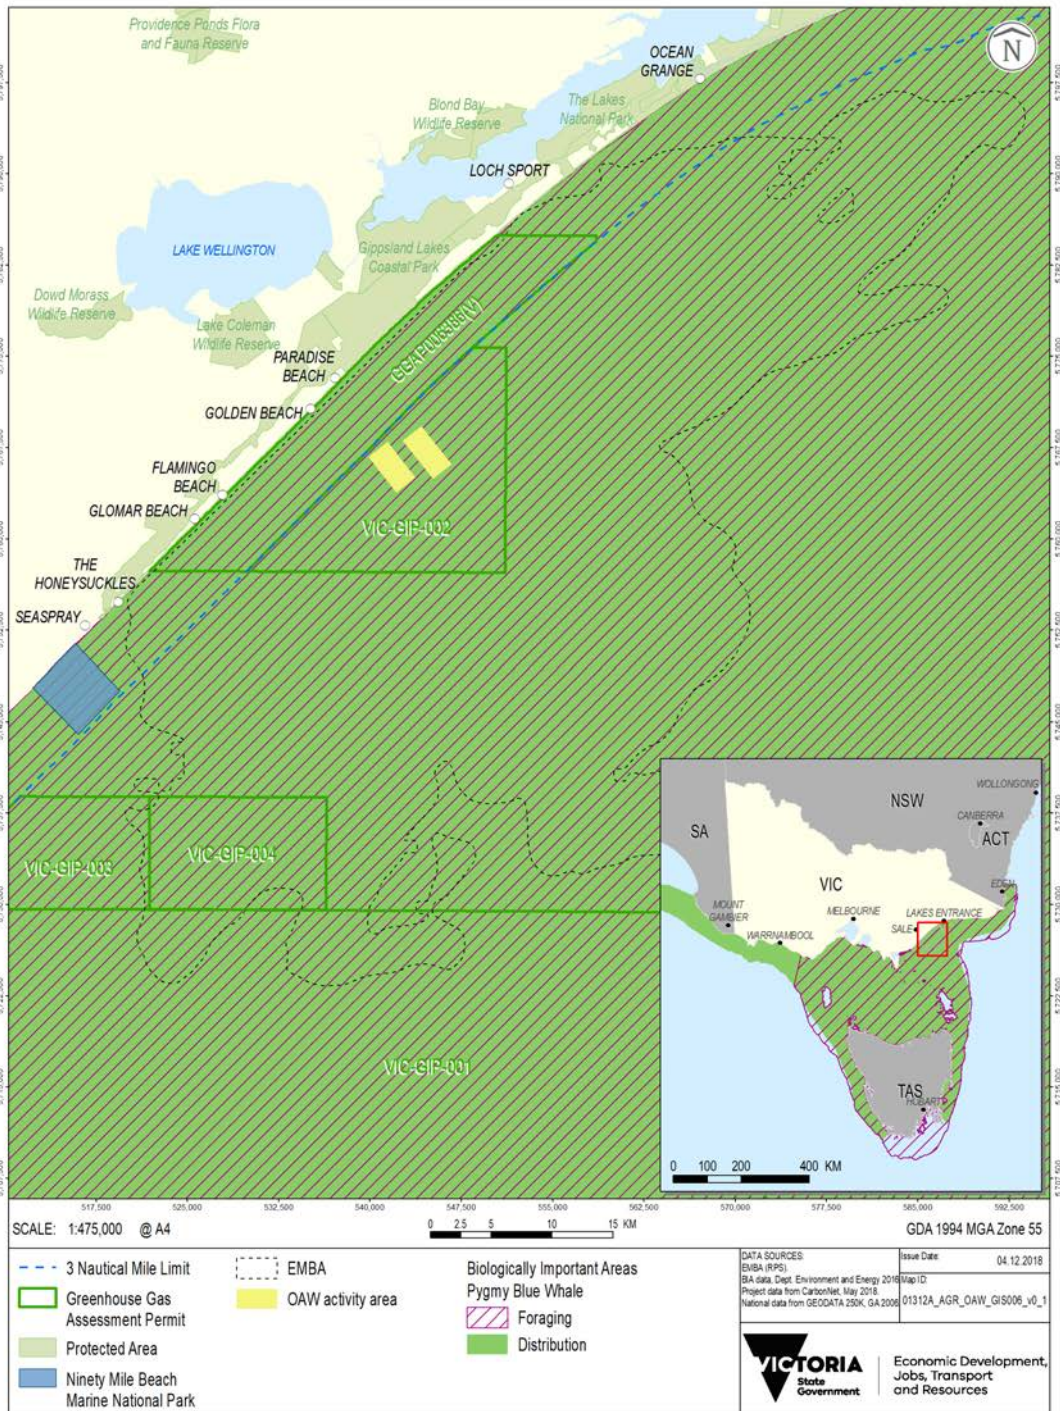 Providence Ponds Flora
and Fauna Reserve
OCEAN
GRANGE
N
Blond Bay
Wildlife Reserve
The Lakes
National Park
LOCH SPORT
LAKE WELLINGTON
Gippsland Lakes
Coastal Park
Dowd Morass
Wildlife Reserve
Lake Coleman
Wildlife Reserve
PARADISE
BEACH
GOLDEN BEACH
FLAMINGO
BEACH
GLOMAR BEACH
VIC-GIP-002
THE
HONEYSUCKLES
SEASPRAY
VIC-GIP-003
VIC-GIP-004
VIC-GIP-001
NSW
WOLLONGONG
SA
CANBERRA
ACT
VIC
EDEN
MOUNT
GAMBIER
MELBOURNE
LAKES ENTRANCE
WARRNAMBOOL
SALE
TAS
HOBART
0 100 200 400 KM
517,500 525,000 532,500 540,000 547,500 555,000 562,500 570,000 577,500 585,000 592,500
SCALE: 1:475,000 @ A4
0 2.5 5 10 15 KM
GDA 1994 MGA Zone 55
3 Nautical Mile Limit
Greenhouse Gas
Assessment Permit
Protected Area
Ninety Mile Beach
Marine National Park
EMBA
OAW activity area
Biologically Important Areas
Pygmy Blue Whale
Foraging
Distribution
DATA SOURCES:
EMBA (RPS).
BIA data, Dept. Environment and Energy 2016
Project data from CarbonNet, May 2018.
National data from GEODATA 250K, GA 2006
Issue Date:
04.12.2018
Map ID:
01312A_AGR_OAW_GIS006_v0_1
VICTORIA
State
Government
Economic Development,
Jobs, Transport
and Resources